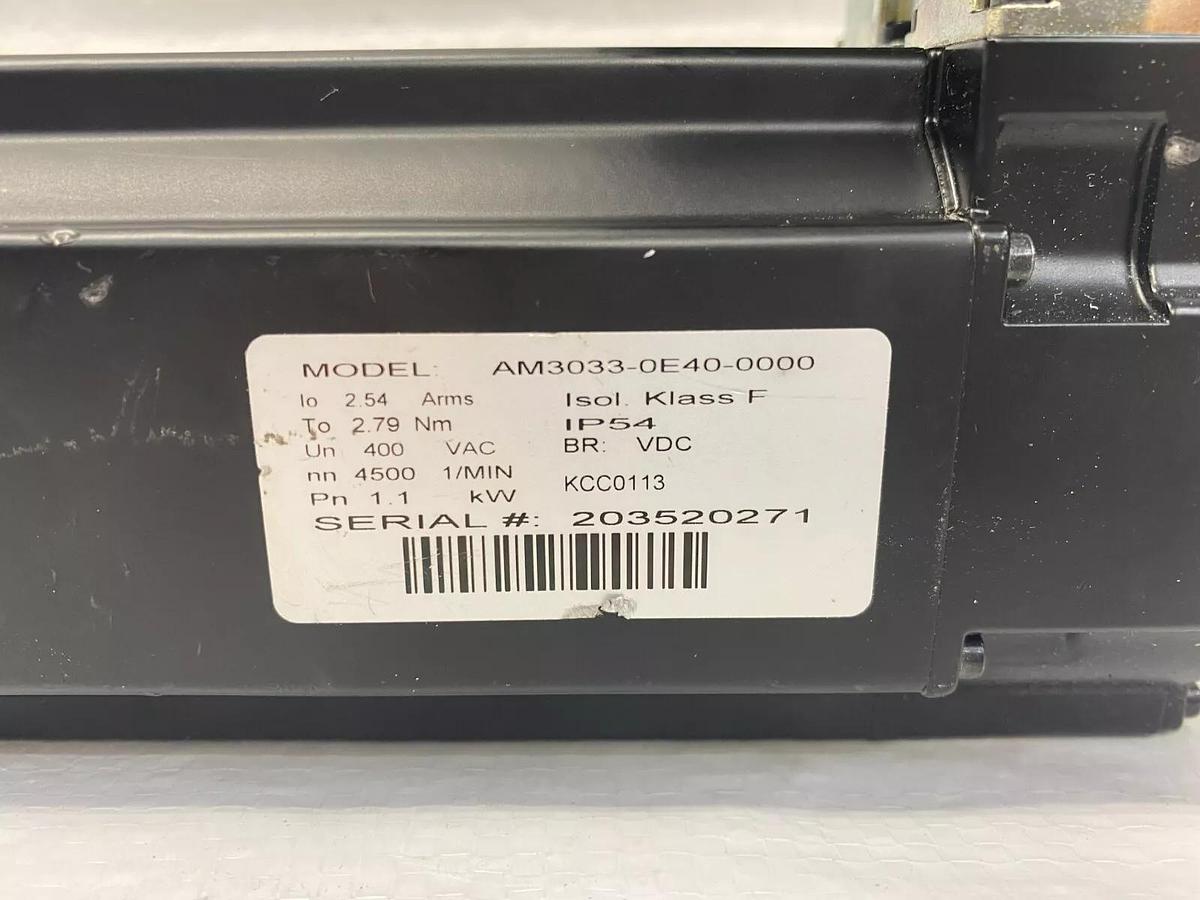 MODEL: AM3033-0E40-0000
Io 2.54 Arms Isol. Klass F
To 2.79 Nm IP54
Un 400 VAC BR: VDC
nn 4500 1/MIN KCC0113
Pn 1.1 kW
SERIAL #: 203520271